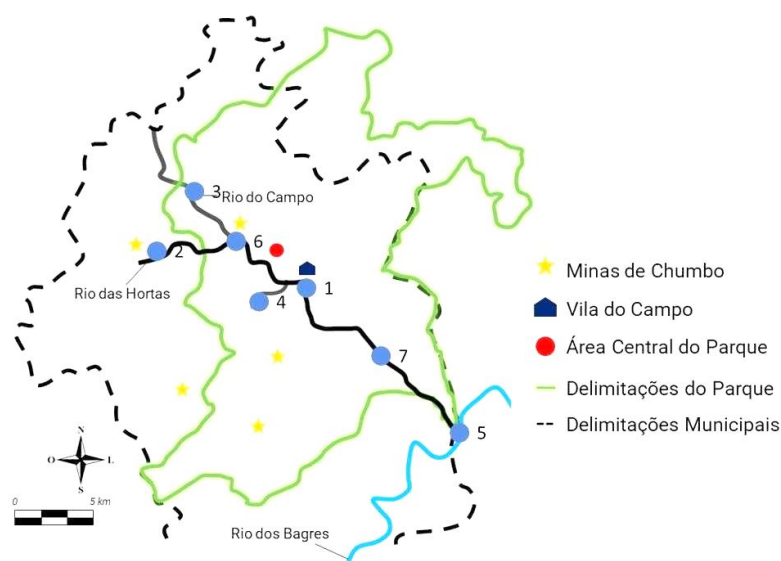 3
Rio do Campo
6
2
Rio das Hortas
4
1
7
5
Rio dos Bagres
N
O
L
S
0
5 km
Minas de Chumbo
Vila do Campo
Área Central do Parque
Delimitações do Parque
Delimitações Municipais